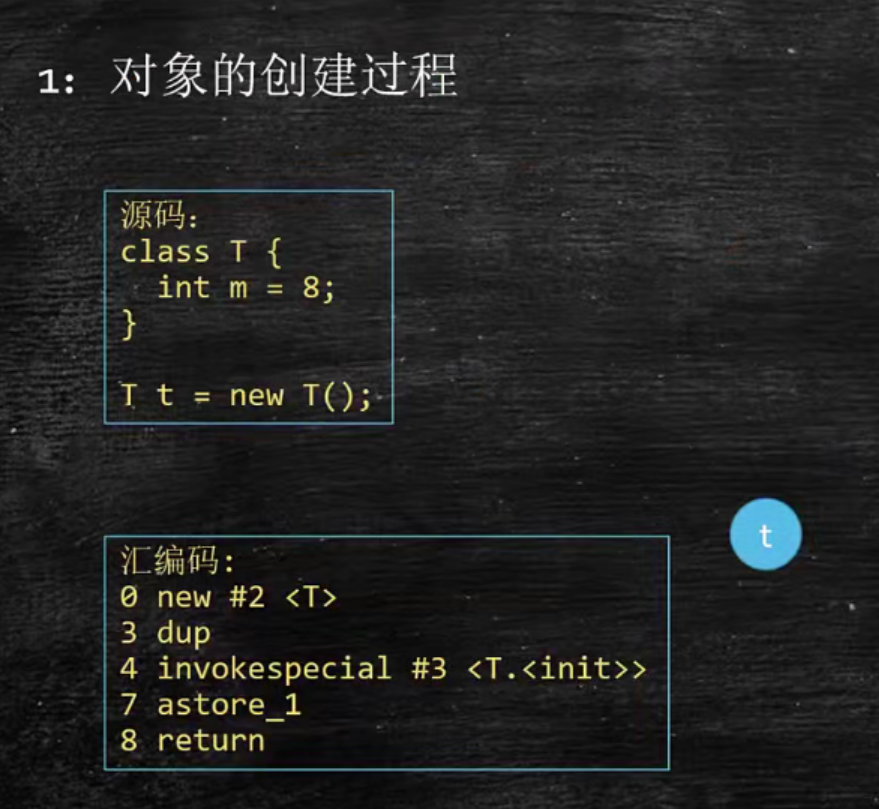 1: 对象的创建过程
源码:
class T {
  int m = 8;
}
T t = new T();
t
汇编码:
0 new #2 <T>
3 dup
4 invokespecial #3 <T.<init>>
7 astore_1
8 return